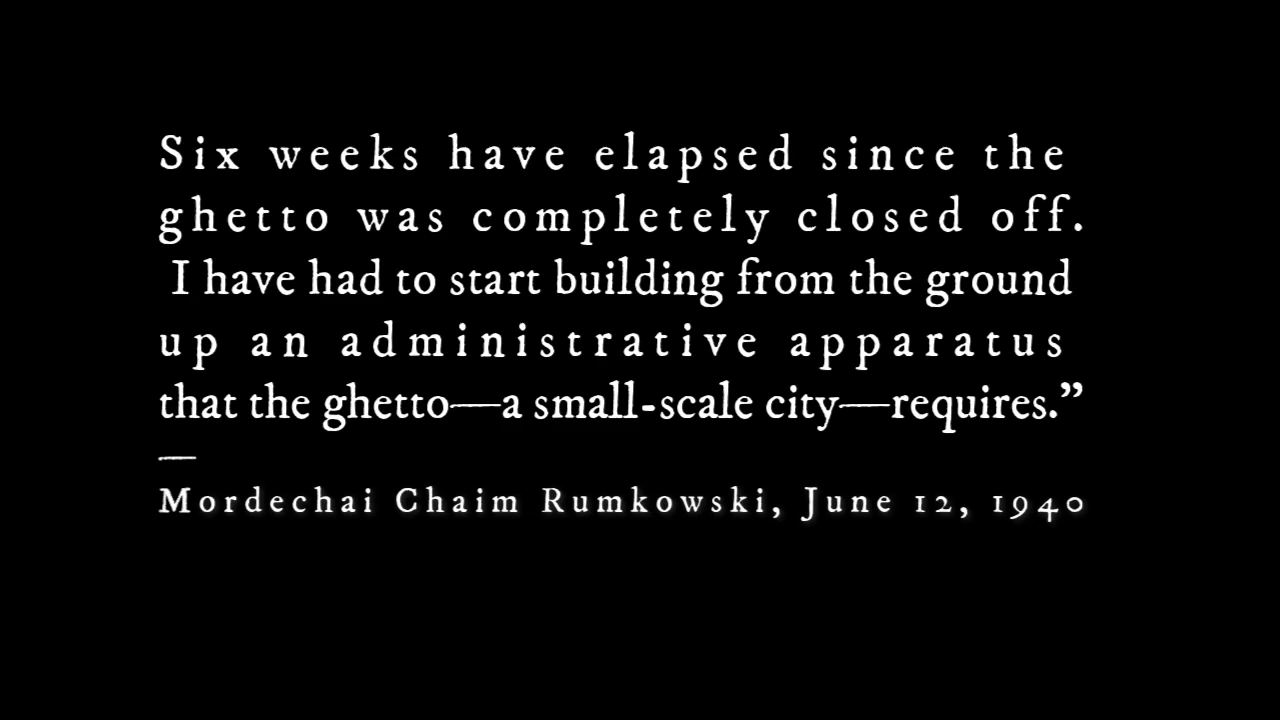 Six weeks have elapsed since the
ghetto was completely closed off.
I have had to start building from the ground
up an administrative apparatus
that the ghetto—a small-scale city—requires.”
—
Mordechai Chaim Rumkowski, June 12, 1940